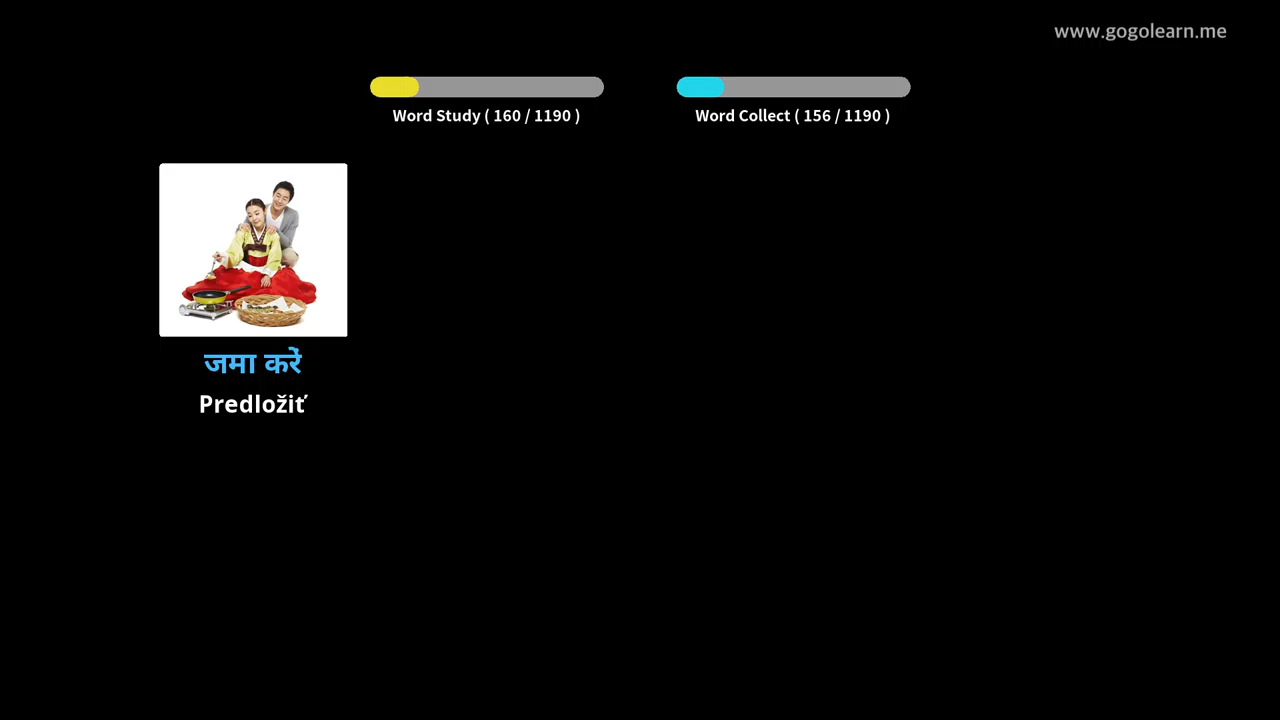 www.gogolearn.me
Word Study ( 160 / 1190 )
Word Collect ( 156 / 1190 )
जमा करें
Predložiť